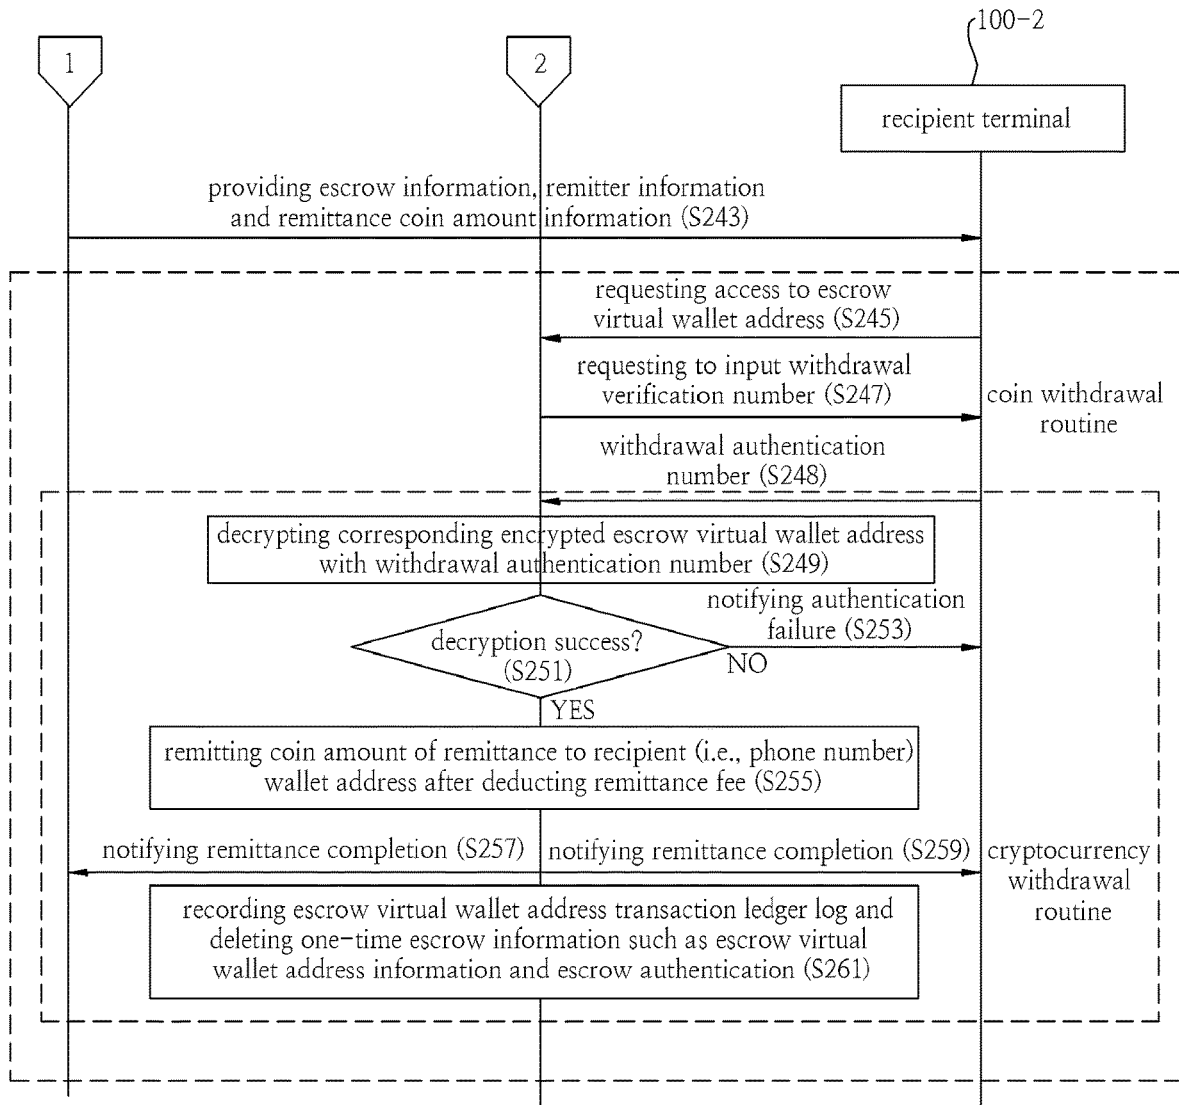 100-2
1
2
recipient terminal
providing escrow information, remitter information
and remittance coin amount information (S243)
requesting access to escrow
virtual wallet address (S245)
requesting to input withdrawal
verification number (S247)
coin withdrawal
routine
withdrawal authentication
number (S248)
decrypting corresponding encrypted escrow virtual wallet address
with withdrawal authentication number (S249)
notifying authentication
failure (S253)
decryption success?
(S251)
NO
YES
remitting coin amount of remittance to recipient (i.e., phone number)
wallet address after deducting remittance fee (S255)
notifying remittance completion (S257)
notifying remittance completion (S259)
cryptocurrency
withdrawal
routine
recording escrow virtual wallet address transaction ledger log and
deleting one-time escrow information such as escrow virtual
wallet address information and escrow authentication (S261)